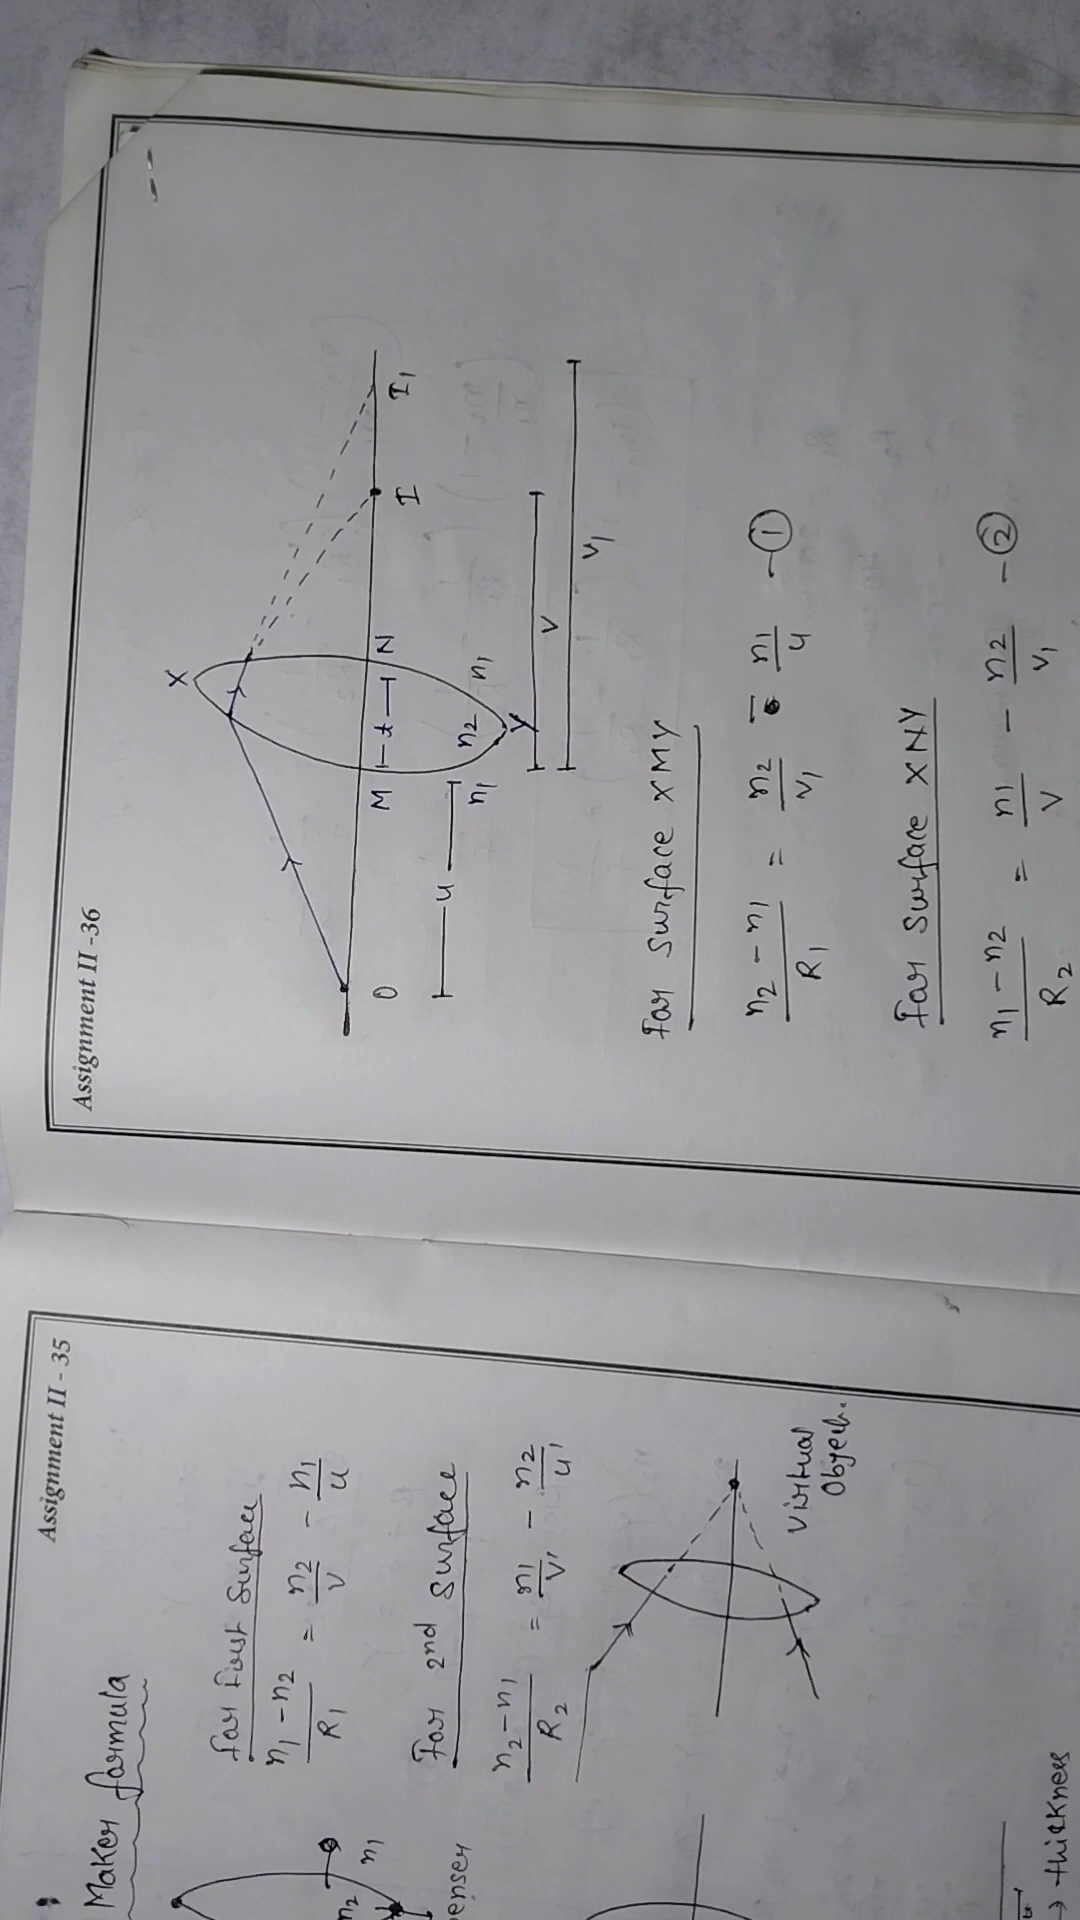 Assignment II - 35
Maker formula
for First Surface
n1 - n2 / R1 = n2 / v - n1 / u
n2
n1
For 2nd Surface
n2 - n1 / R2 = n1 / v' - n2 / u'
Virtual
Object.
→ thickness
Assignment II -36
X
O
M
t
N
I
I1
u
n1
n2
n1
Y
V
V1
For Surface XMY
n2 - n1 / R1 = n2 / v1 - n1 / u - ①
For Surface XNY
n1 - n2 / R2 = n1 / v - n2 / v1 - ②